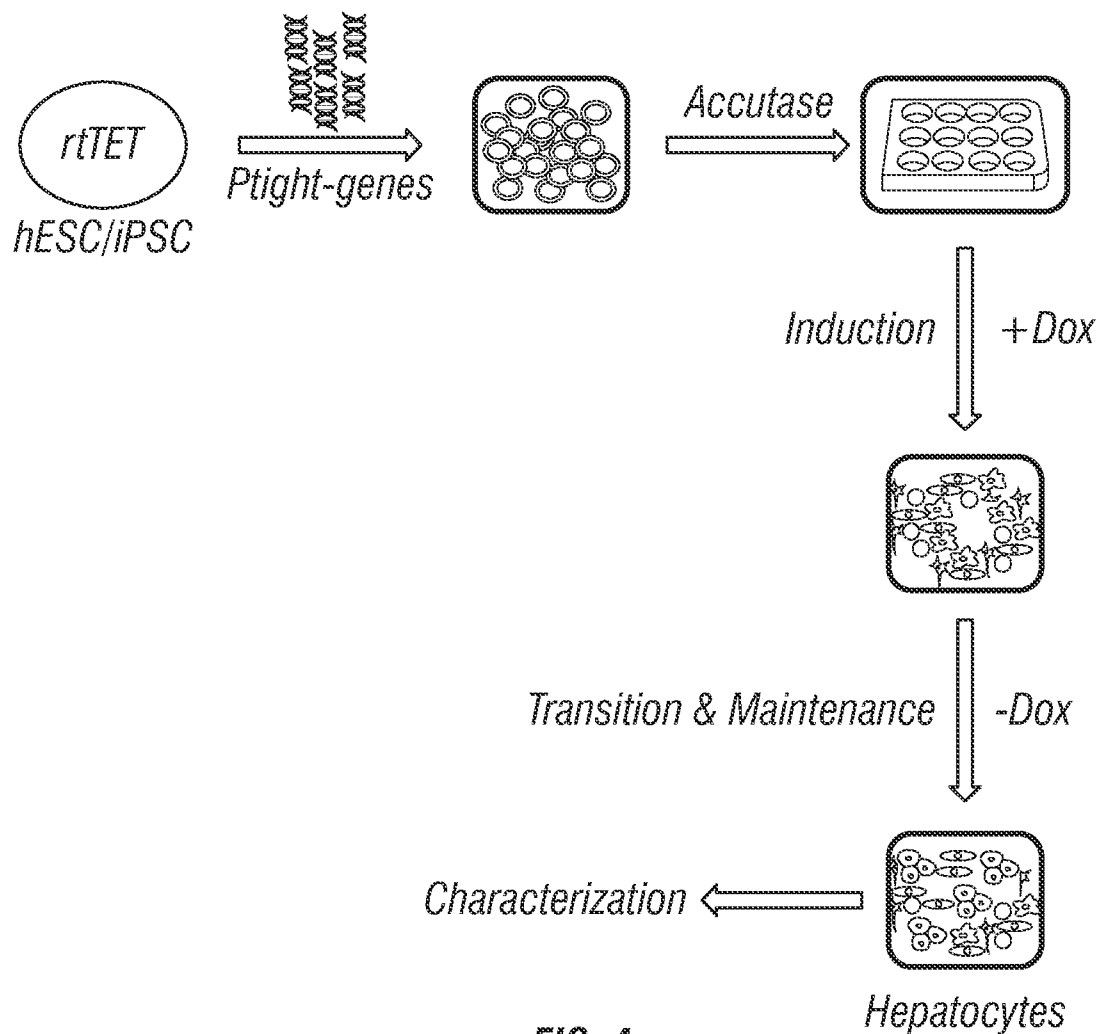 rtTET
hESC/iPSC
Ptight-genes
Accutase
Induction +Dox
Transition & Maintenance -Dox
Characterization
Hepatocytes